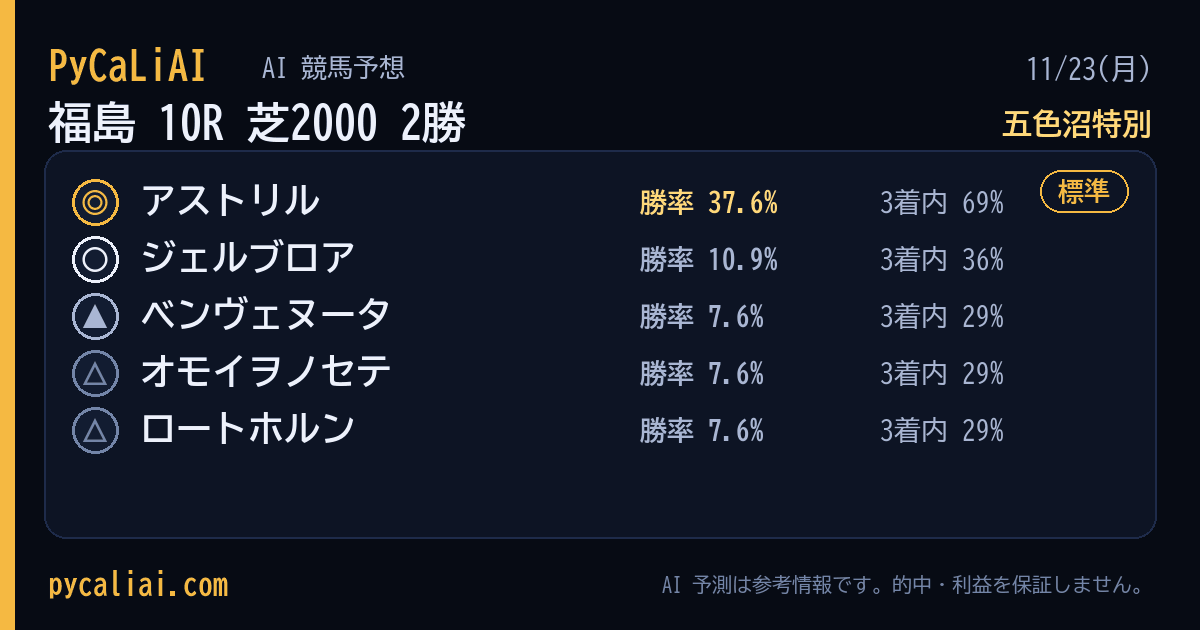 PyCaLiAI AI 競馬予想 11/23(月)
福島 10R 芝2000 2勝 五色沼特別
◎ アストリル 勝率 37.6% 3着内 69% 標準
○ ジェルブロア 勝率 10.9% 3着内 36%
▲ ベンヴェヌータ 勝率 7.6% 3着内 29%
△ オモイヲノセテ 勝率 7.6% 3着内 29%
△ ロートホルン 勝率 7.6% 3着内 29%
pycaliai.com AI 予測は参考情報です。的中・利益を保証しません。